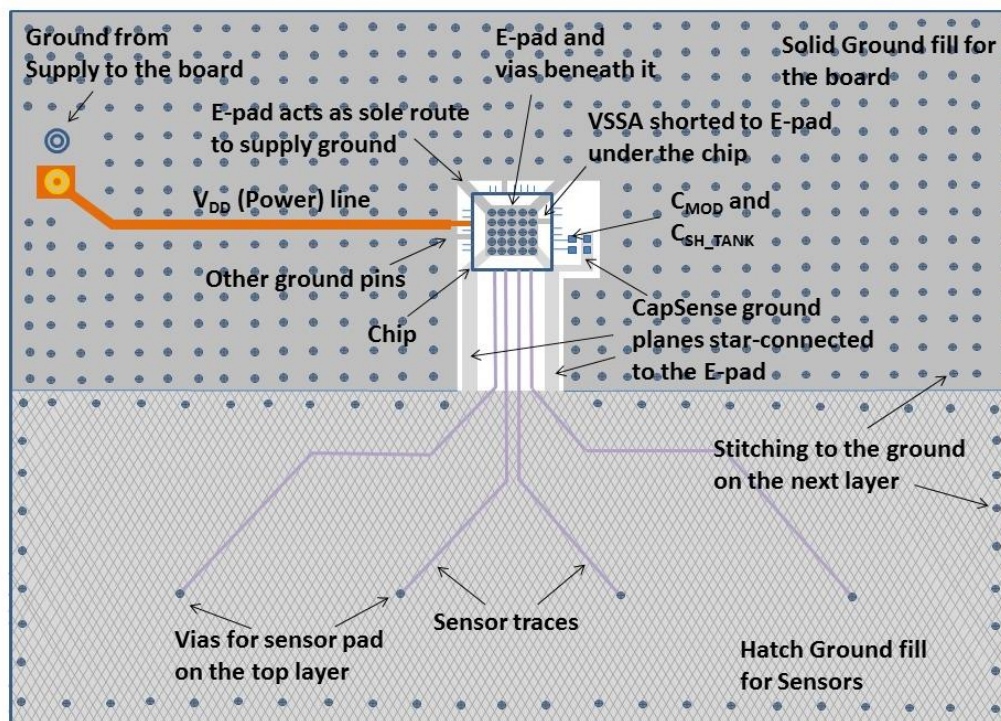 Ground from
Supply to the board
E-pad and
vias beneath it
Solid Ground fill for
the board
E-pad acts as sole route
to supply ground
VSSA shorted to E-pad
under the chip
VDD (Power) line
CMOD and
CSH_TANK
Other ground pins
Chip
CapSense ground
planes star-connected
to the E-pad
Stitching to the ground
on the next layer
Vias for sensor pad
on the top layer
Sensor traces
Hatch Ground fill
for Sensors